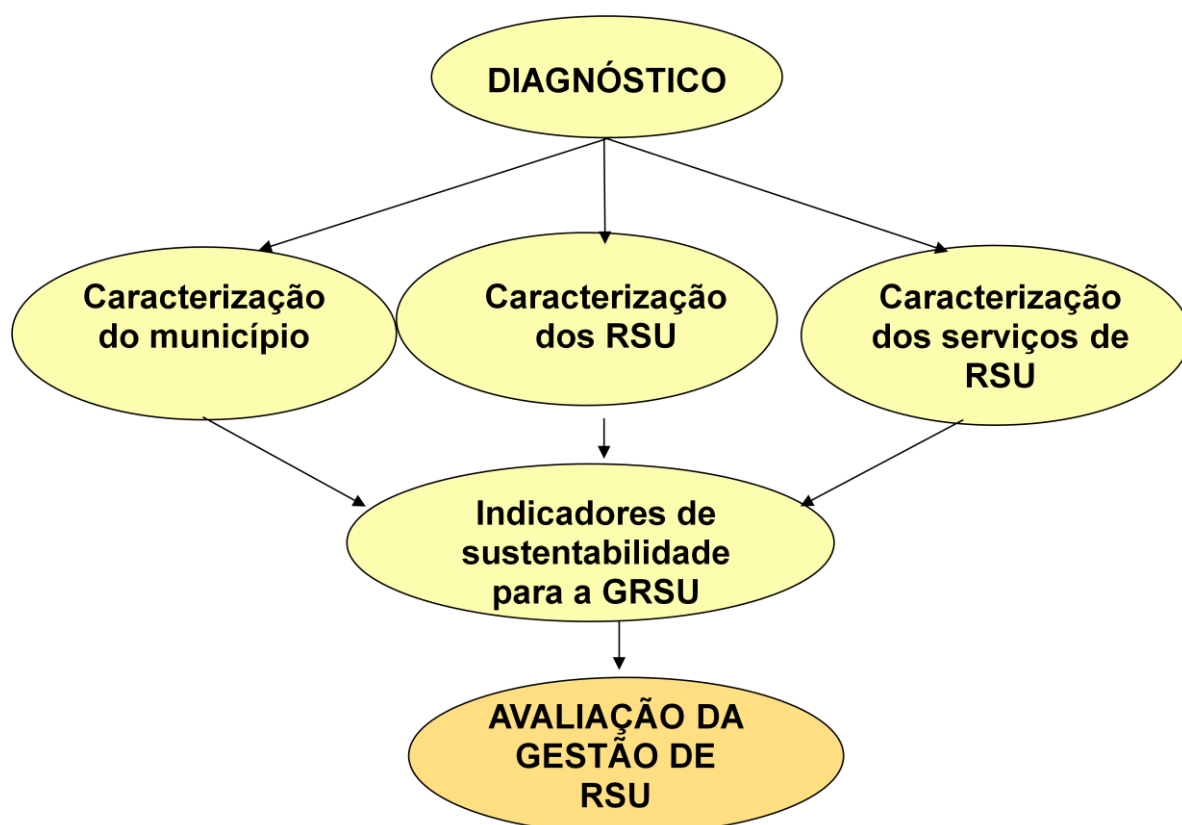 DIAGNÓSTICO
Caracterização
do município
Caracterização
dos RSU
Caracterização
dos serviços de
RSU
Indicadores de
sustentabilidade
para a GRSU
AVALIAÇÃO DA
GESTÃO DE
RSU